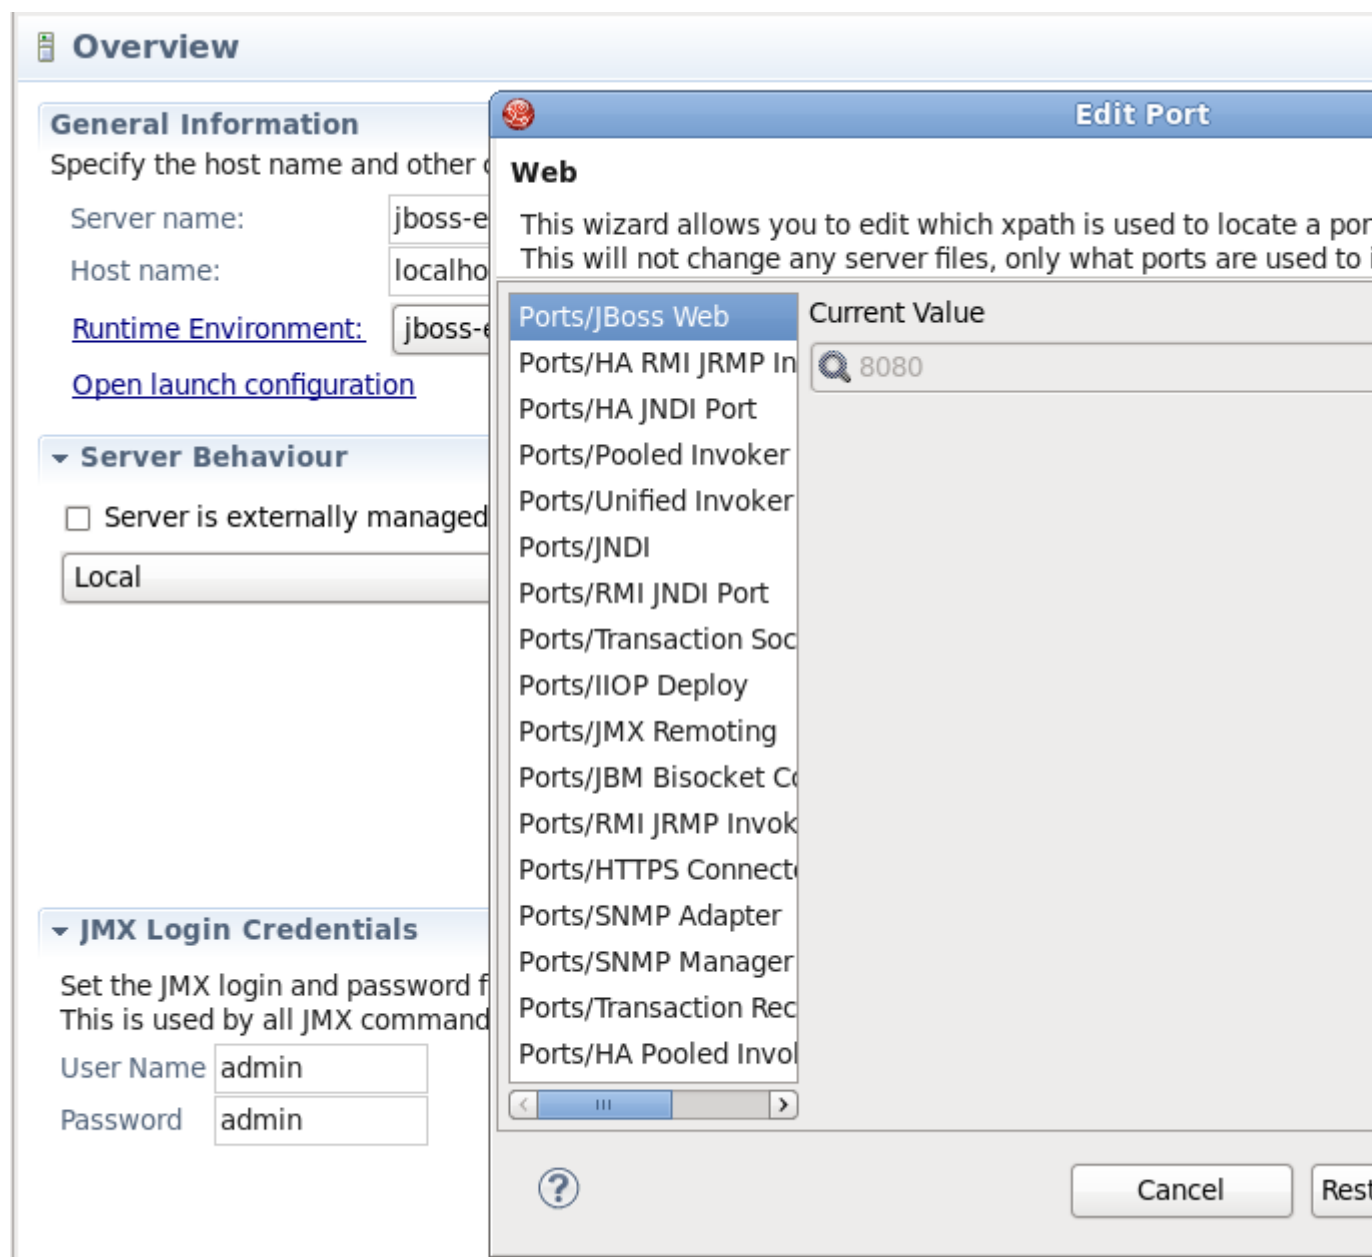 Overview
General Information
Specify the host name and other
Server name:
jboss-e
Host name:
localho
Runtime Environment:
jboss-e
Open launch configuration
Server Behaviour
Server is externally managed
Local
JMX Login Credentials
Set the JMX login and password f
This is used by all JMX command
User Name
admin
Password
admin
Edit Port
Web
This wizard allows you to edit which xpath is used to locate a por
This will not change any server files, only what ports are used to
Ports/JBoss Web
Ports/HA RMI JRMP In
Ports/HA JNDI Port
Ports/Pooled Invoker
Ports/Unified Invoker
Ports/JNDI
Ports/RMI JNDI Port
Ports/Transaction Soc
Ports/IIOP Deploy
Ports/JMX Remoting
Ports/JBM Bisocket Co
Ports/RMI JRMP Invok
Ports/HTTPS Connecto
Ports/SNMP Adapter
Ports/SNMP Manager
Ports/Transaction Rec
Ports/HA Pooled Invo
Current Value
8080
Cancel
Rest